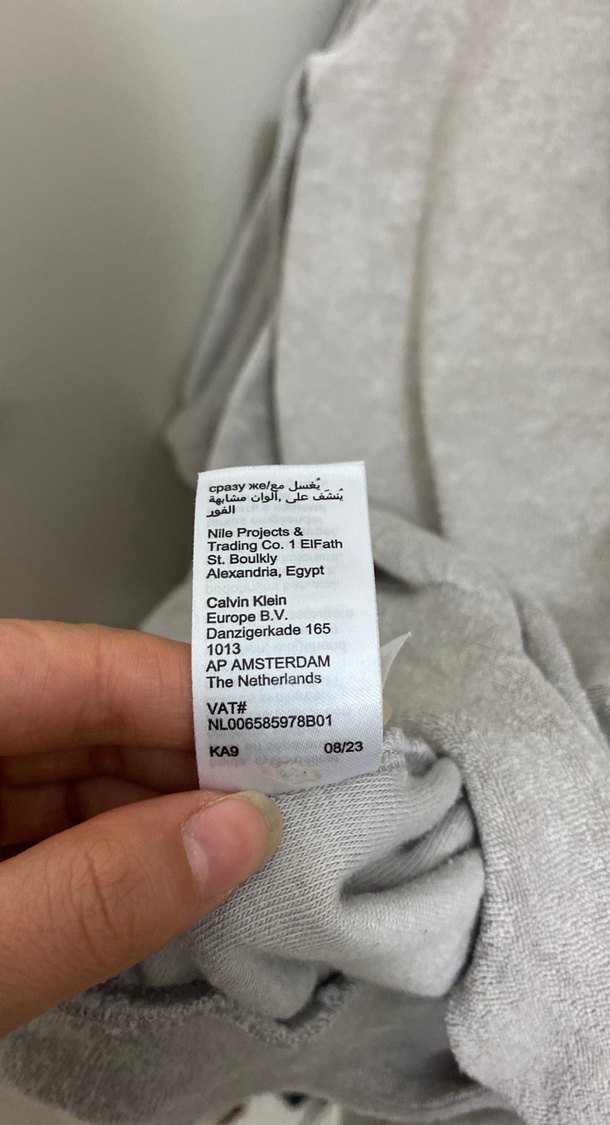 сразу же/يُغسل مع
يُنشّف على ,ألوان مشابهة
الفور
Nile Projects &
Trading Co. 1 ElFath
St. Boulkly
Alexandria, Egypt
Calvin Klein
Europe B.V.
Danzigerkade 165
1013
AP AMSTERDAM
The Netherlands
VAT#
NL006585978B01
KA9 08/23